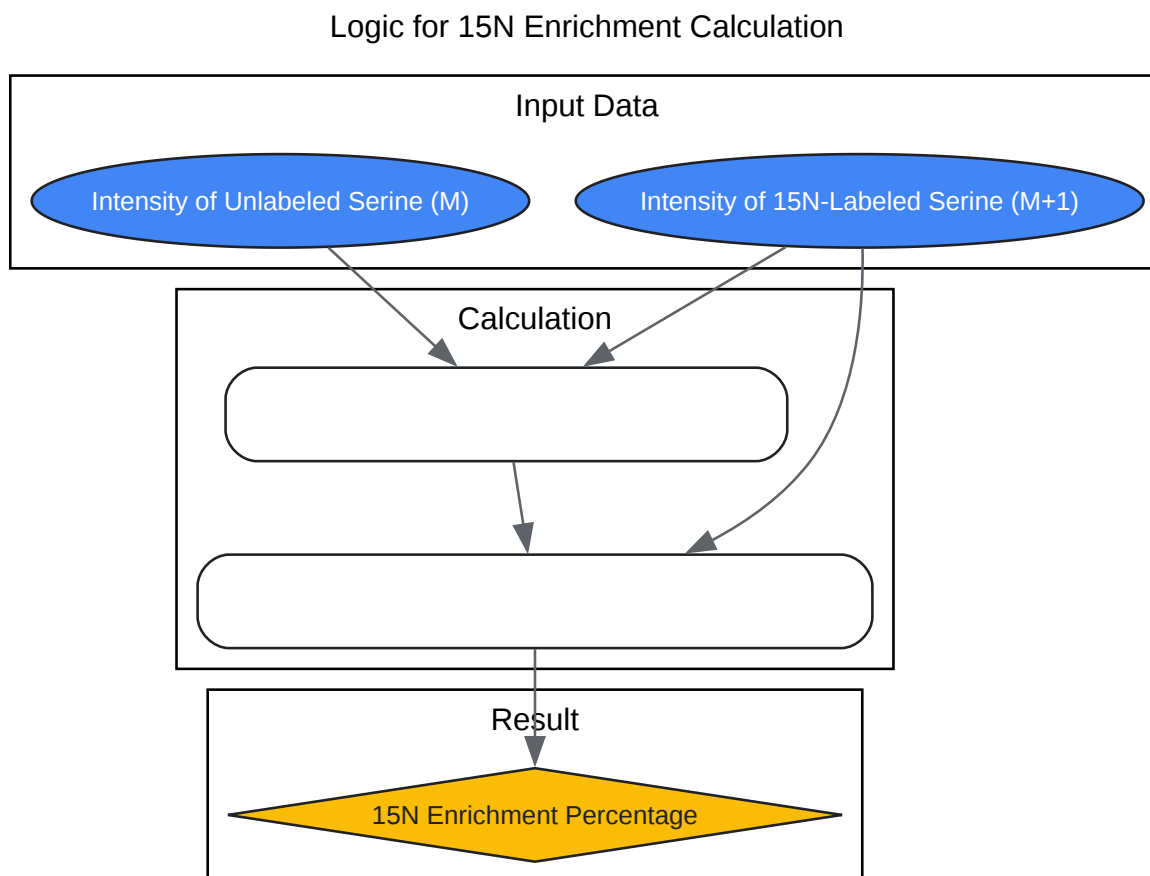 Logic for 15N Enrichment Calculation
Input Data
Intensity of Unlabeled Serine (M)
Intensity of 15N-Labeled Serine (M+1)
Calculation
Result
15N Enrichment Percentage